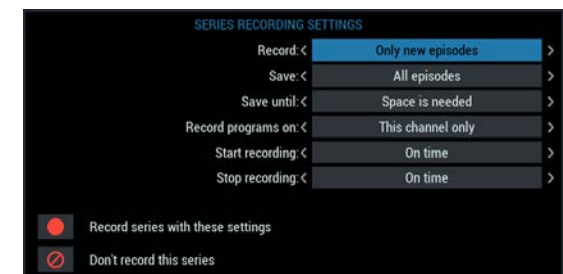 SERIES RECORDING SETTINGS
Record: < Only new episodes >
Save: < All episodes >
Save until: < Space is needed >
Record programs on: < This channel only >
Start recording: < On time >
Stop recording: < On time >
Record series with these settings
Don't record this series